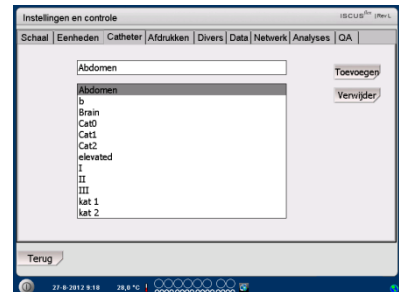 Instellingen en controle
ISCUSflex |Rev L
Schaal Eenheden Catheter Afdrukken Divers Data Netwerk Analyses QA
Abdomen
Toevoegen
Abdomen
Verwijder
b
Brain
Cat0
Cat1
Cat2
elevated
I
II
III
kat 1
kat 2
Terug
27-8-2012 9:18 28,0 °C